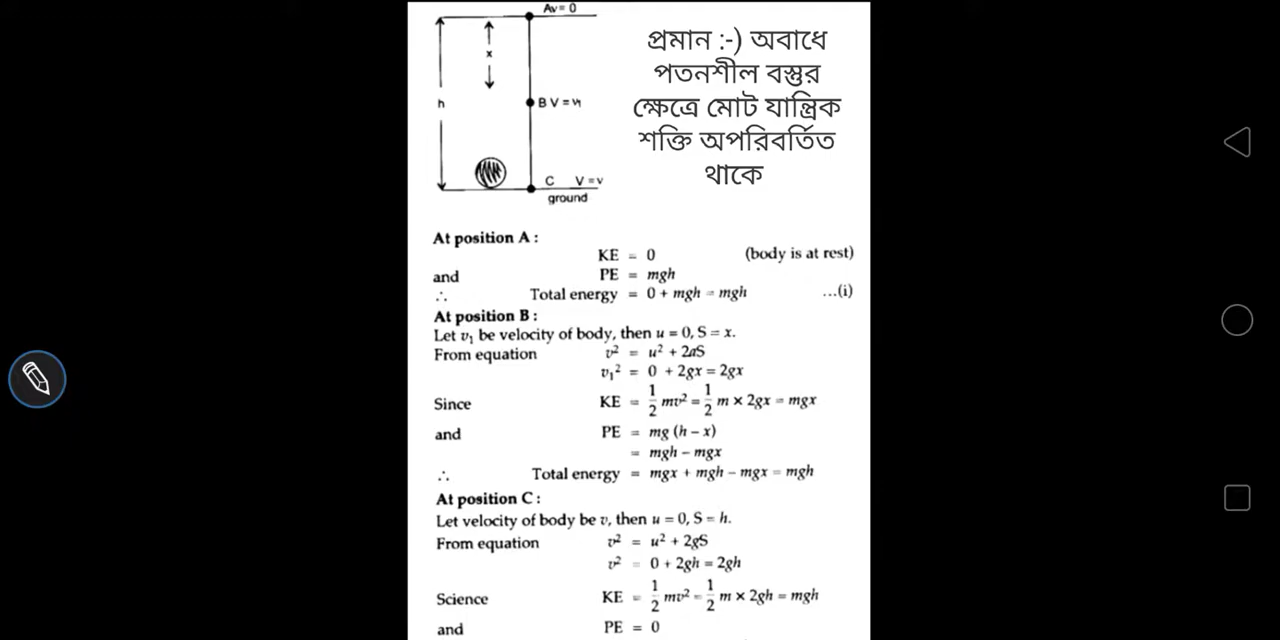 Av = 0
প্রমান :-) অবাধে
পতনশীল বস্তুর
ক্ষেত্রে মোট যান্ত্রিক
শক্তি অপরিবর্তিত
থাকে
x
h
B V = v₁
C V = v
ground
At position A :
KE = 0 (body is at rest)
and PE = mgh
∴ Total energy = 0 + mgh = mgh ...(i)
At position B :
Let v₁ be velocity of body, then u = 0, S = x.
From equation v² = u² + 2aS
v₁² = 0 + 2gx = 2gx
Since KE = 1/2 mv² = 1/2 m × 2gx = mgx
and PE = mg (h − x)
= mgh − mgx
∴ Total energy = mgx + mgh − mgx = mgh
At position C :
Let velocity of body be v, then u = 0, S = h.
From equation v² = u² + 2gS
v² = 0 + 2gh = 2gh
Science KE = 1/2 mv² = 1/2 m × 2gh = mgh
and PE = 0